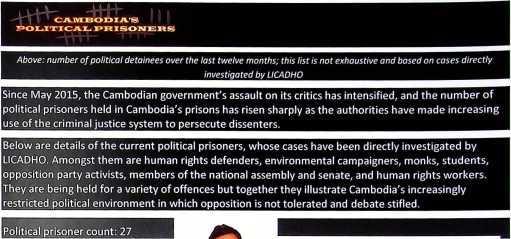 CAMBODIA'S
POLITICAL PRISONERS
Above: number of political detainees over the last twelve months; this list is not exhaustive and based on cases directly
investigated by LICADHO
Since May 2015, the Cambodian government's assault on its critics has intensified, and the number of
political prisoners held in Cambodia's prisons has risen sharply as the authorities have made increasing
use of the criminal justice system to persecute dissenters.
Below are details of the current political prisoners, whose cases have been directly investigated by
LICADHO. Amongst them are human rights defenders, environmental campaigners, monks, students,
opposition party activists, members of the national assembly and senate, and human rights workers.
They are being held for a variety of offences but together they illustrate Cambodia's increasingly
restricted political environment in which opposition is not tolerated and debate stifled.
Political prisoner count: 27